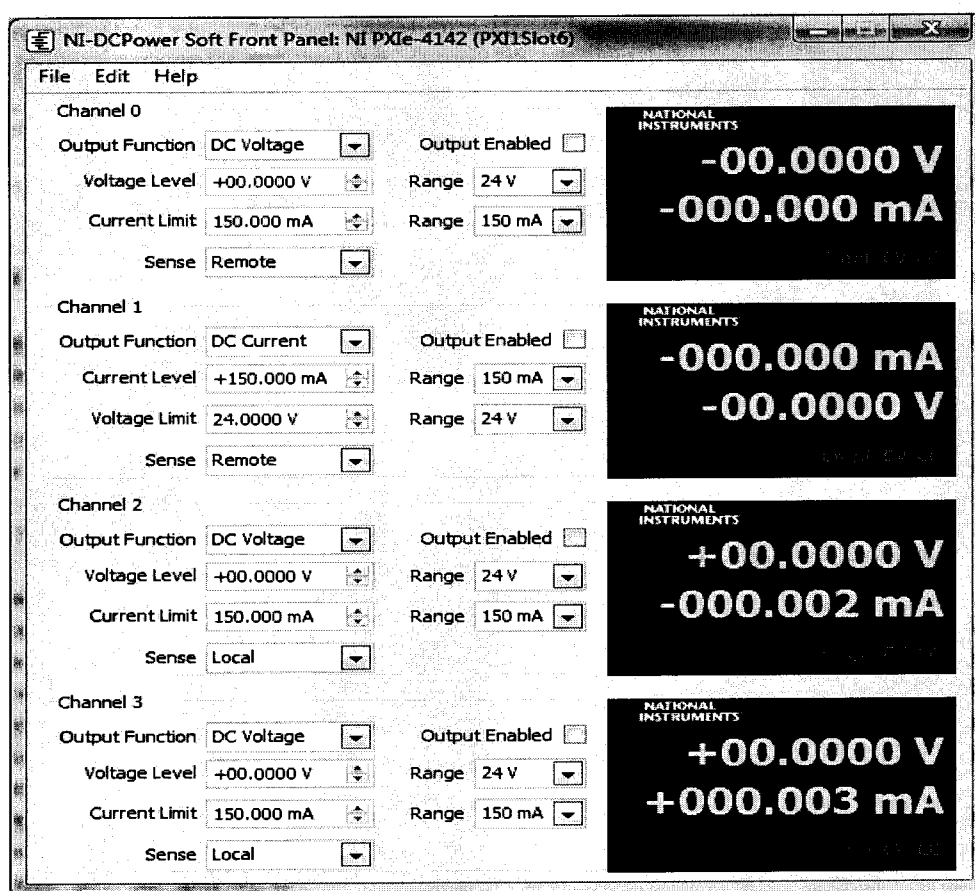 NI-DCPower Soft Front Panel: NI PXIe-4142 (PXI1Slot6)
File Edit Help
Channel 0
Output Function DC Voltage Output Enabled
Voltage Level +00.0000 V Range 24 V
Current Limit 150.000 mA Range 150 mA
Sense Remote
NATIONAL
INSTRUMENTS
-00.0000 V
-000.000 mA
Channel 1
Output Function DC Current Output Enabled
Current Level +150.000 mA Range 150 mA
Voltage Limit 24.0000 V Range 24 V
Sense Remote
NATIONAL
INSTRUMENTS
-000.000 mA
-00.0000 V
Channel 2
Output Function DC Voltage Output Enabled
Voltage Level +00.0000 V Range 24 V
Current Limit 150.000 mA Range 150 mA
Sense Local
NATIONAL
INSTRUMENTS
+00.0000 V
-000.002 mA
Channel 3
Output Function DC Voltage Output Enabled
Voltage Level +00.0000 V Range 24 V
Current Limit 150.000 mA Range 150 mA
Sense Local
NATIONAL
INSTRUMENTS
+00.0000 V
+000.003 mA